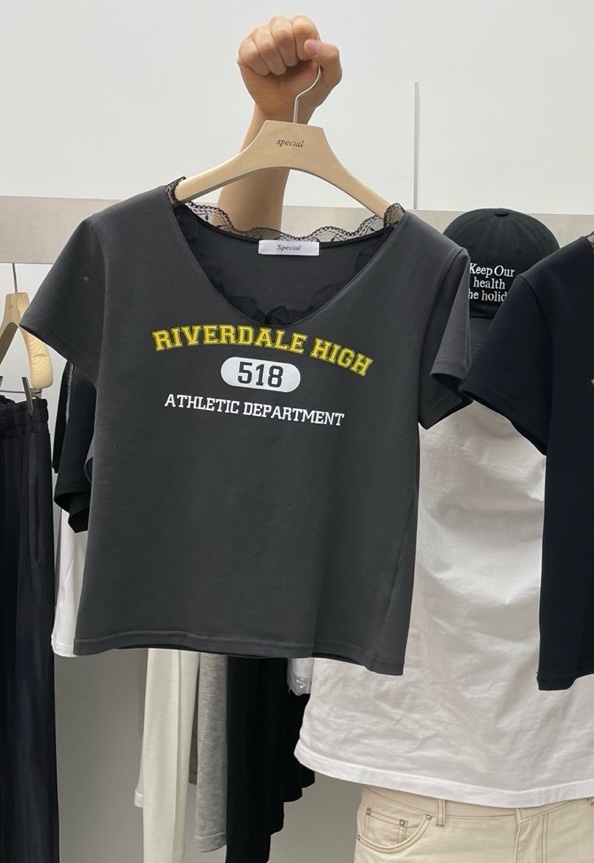 special
Special
RIVERDALE HIGH
518
ATHLETIC DEPARTMENT
Keep Our
health
he holid